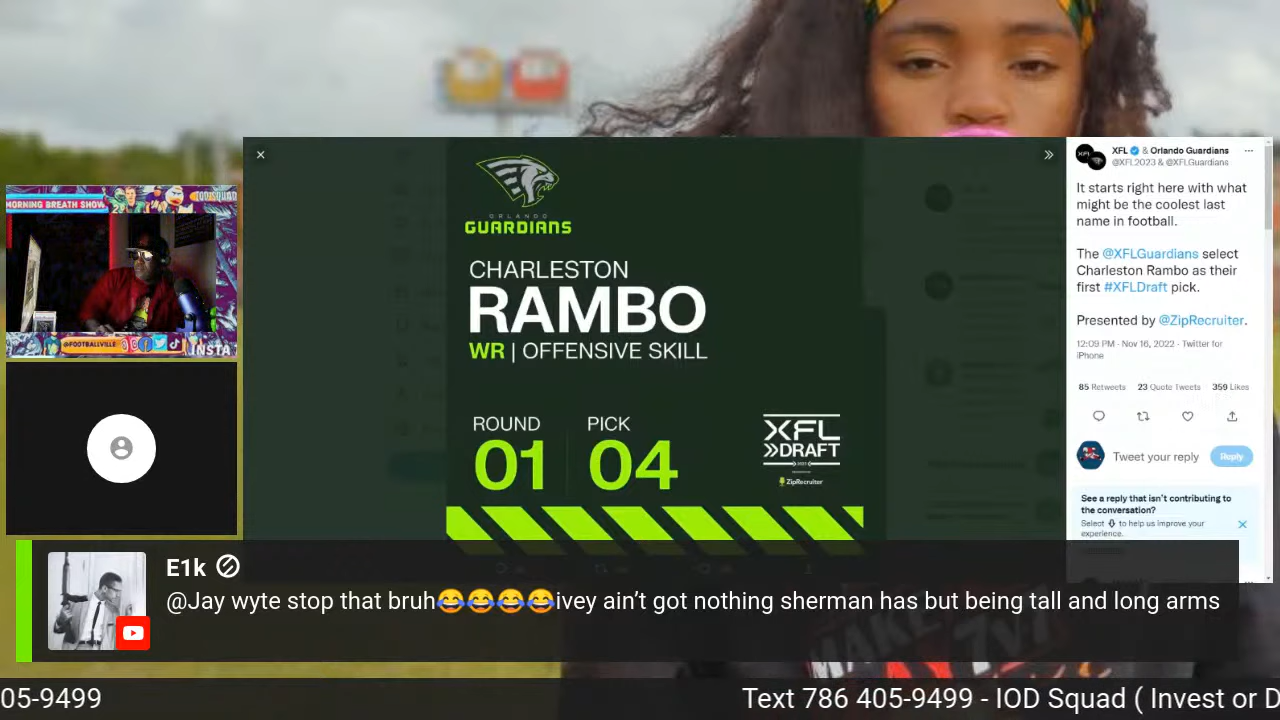 MORNING BREATH SHOW
@FOOTBALLVILLE
INSTA
ORLANDO
GUARDIANS
CHARLESTON
RAMBO
WR | OFFENSIVE SKILL
ROUND
01
PICK
04
XFL
DRAFT
ZipRecruiter
XFL & Orlando Guardians
@XFL2023 & @XFLGuardians
It starts right here with what
might be the coolest last
name in football.
The @XFLGuardians select
Charleston Rambo as their
first #XFLDraft pick.
Presented by @ZipRecruiter.
12:09 PM · Nov 16, 2022 · Twitter for
iPhone
85 Retweets 23 Quote Tweets 359 Likes
Tweet your reply
Reply
See a reply that isn't contributing to
the conversation?
Select to help us improve your
experience.
E1k
@Jay wyte stop that bruh😂😂😂😂ivey ain’t got nothing sherman has but being tall and long arms
MAKE
7v7
05-9499
Text 786 405-9499 - IOD Squad ( Invest or D